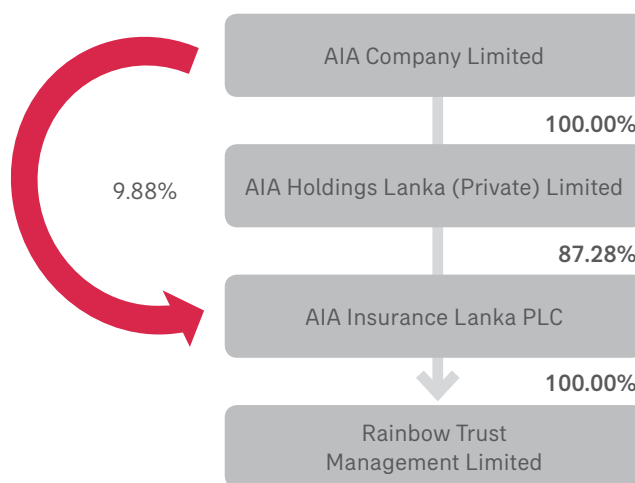 AIA Company Limited
100.00%
9.88%
AIA Holdings Lanka (Private) Limited
87.28%
AIA Insurance Lanka PLC
100.00%
Rainbow Trust
Management Limited